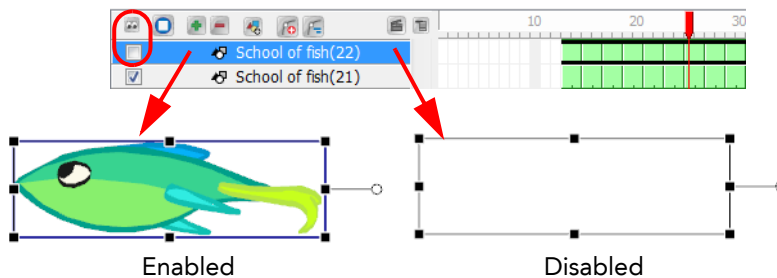 10 20 30
School of fish(22)
School of fish(21)
Enabled Disabled